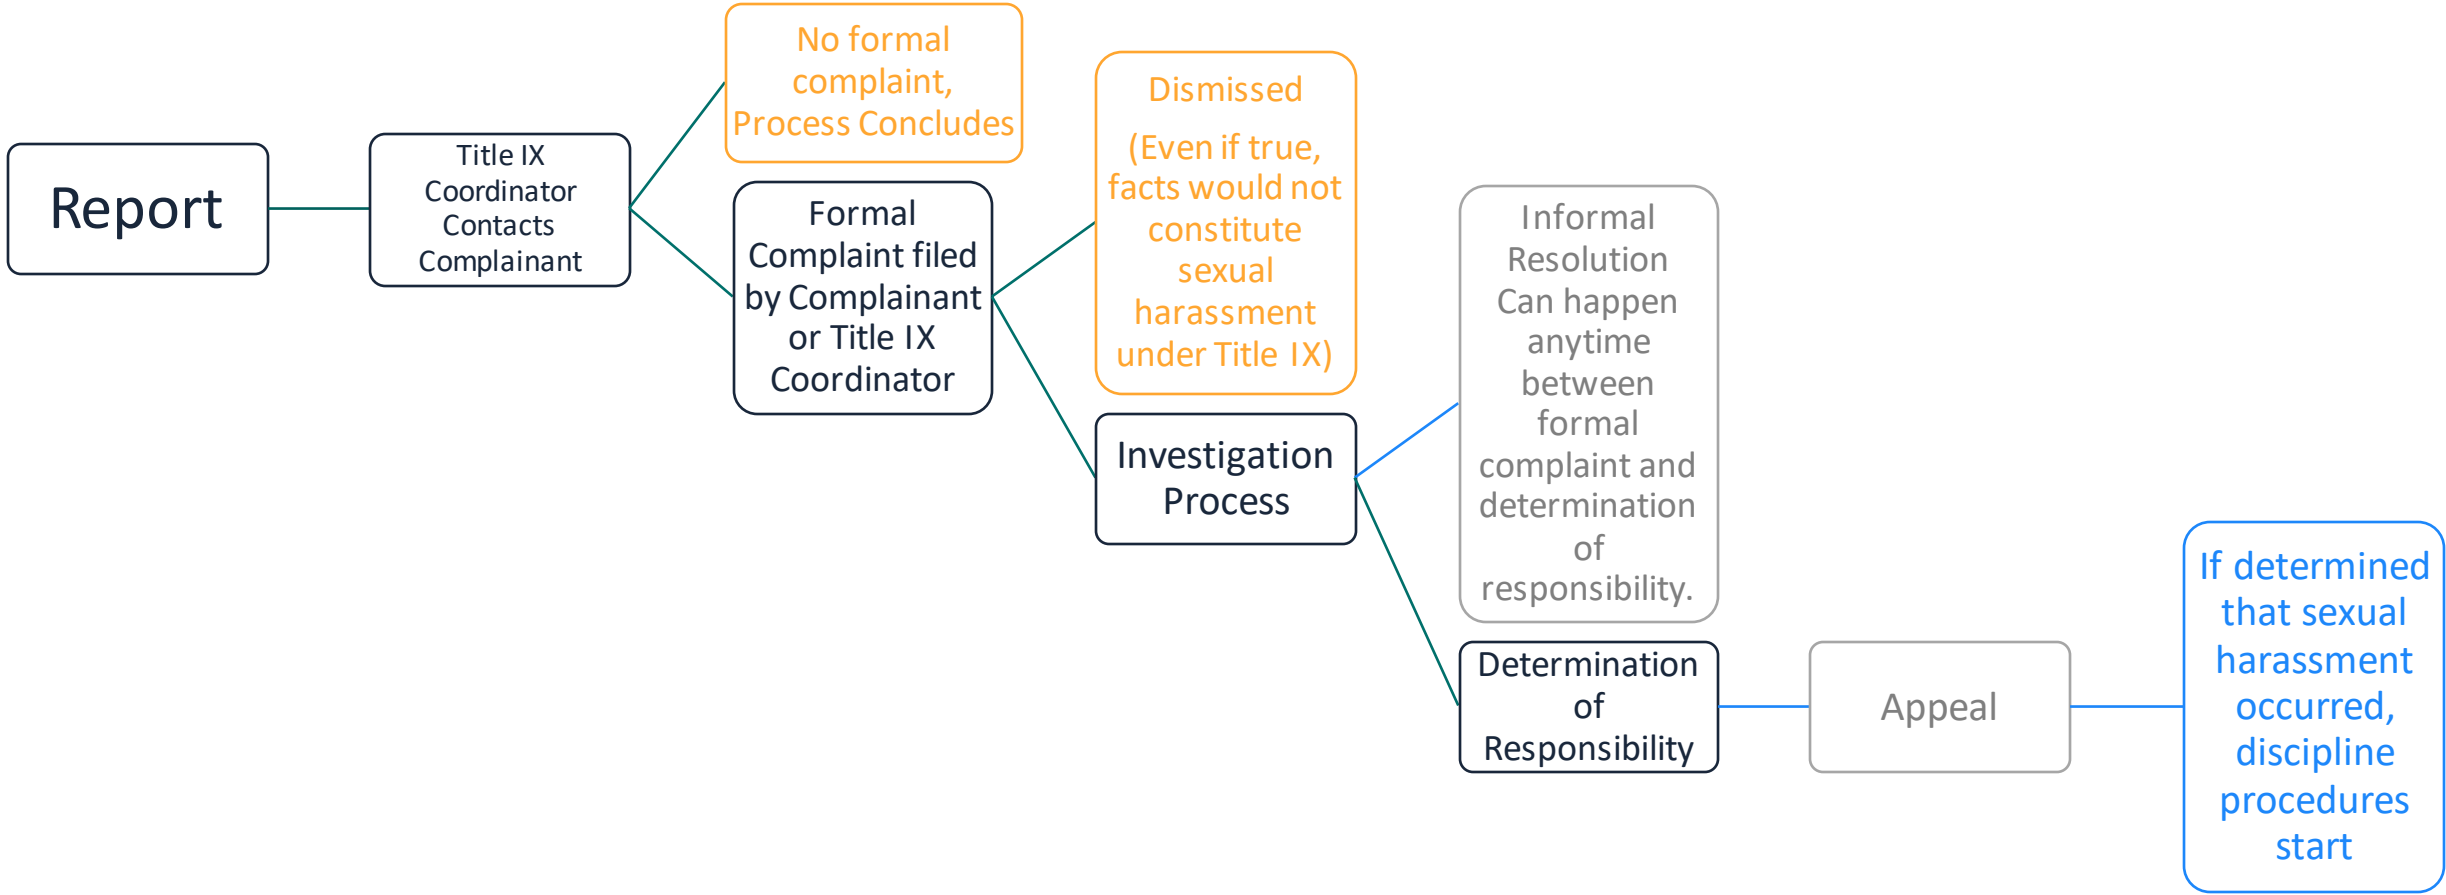 Report
Title IX
Coordinator
Contacts
Complainant
No formal
complaint,
Process Concludes
Formal
Complaint filed
by Complainant
or Title IX
Coordinator
Dismissed
(Even if true,
facts would not
constitute
sexual
harassment
under Title IX)
Investigation
Process
Informal
Resolution
Can happen
anytime
between
formal
complaint and
determination
of
responsibility.
Determination
of
Responsibility
Appeal
If determined
that sexual
harassment
occurred,
discipline
procedures
start